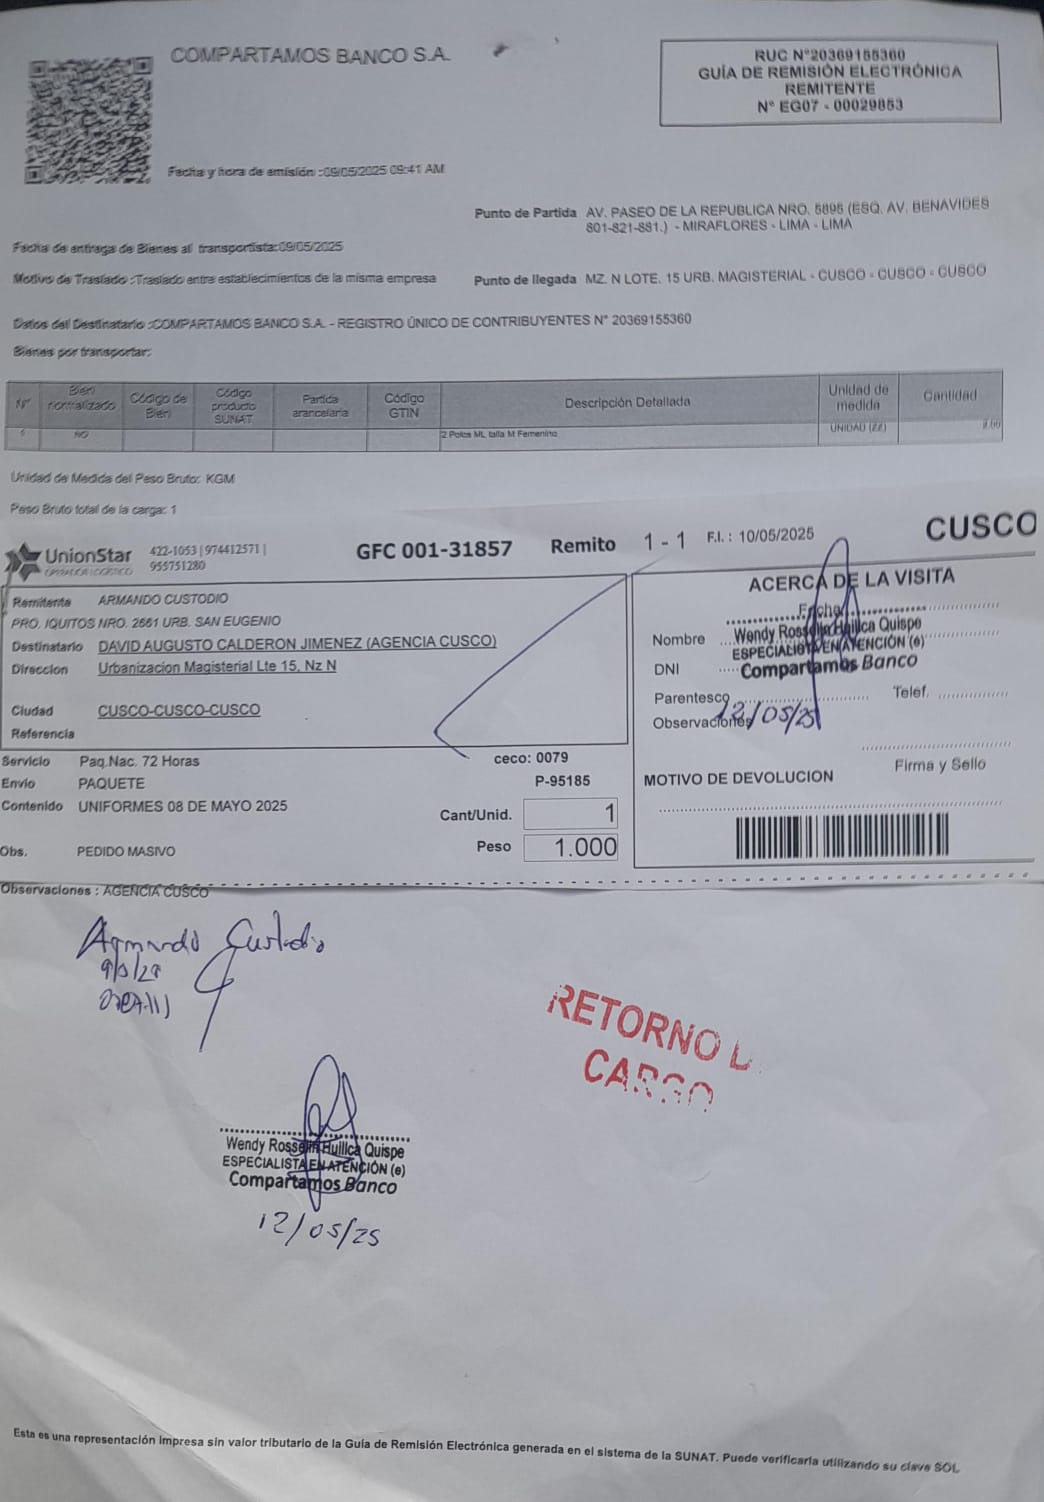 COMPARTAMOS BANCO S.A.
RUC N°20369155360
GUÍA DE REMISIÓN ELECTRÓNICA
REMITENTE
N° EG07 - 00029853
Fecha y hora de emisión :09/05/2025 09:41 AM
Punto de Partida AV. PASEO DE LA REPUBLICA NRO. 5895 (ESQ. AV. BENAVIDES
801-821-881.) - MIRAFLORES - LIMA - LIMA
Fecha de entrega de Bienes al transportista:09/05/2025
Motivo de Traslado :Traslado entre establecimientos de la misma empresa
Punto de llegada MZ. N LOTE. 15 URB. MAGISTERIAL - CUSCO - CUSCO - CUSCO
Datos del Destinatario :COMPARTAMOS BANCO S.A. - REGISTRO ÚNICO DE CONTRIBUYENTES N° 20369155360
Bienes por transportar:
N° Bien normalizado Código de Bien Código producto SUNAT Partida arancelaria Código GTIN Descripción Detallada Unidad de medida Cantidad
NO 2 Polos ML talla M Femenino UNIDAD (ZZ)
Unidad de Medida del Peso Bruto: KGM
Peso Bruto total de la carga: 1
UnionStar
OPERADOR LOGÍSTICO
422-1053 | 974412571 |
955751280
GFC 001-31857 Remito 1 - 1 F.I. : 10/05/2025 CUSCO
Remitente ARMANDO CUSTODIO
PRO. IQUITOS NRO. 2661 URB. SAN EUGENIO
Destinatario DAVID AUGUSTO CALDERON JIMENEZ (AGENCIA CUSCO)
Direccion Urbanizacion Magisterial Lte 15, Nz N
Ciudad CUSCO-CUSCO-CUSCO
Referencia
ACERCA DE LA VISITA
Fecha
Nombre Wendy Rosselin Huillca Quispe
ESPECIALISTA EN ATENCIÓN (e)
DNI Compartamos Banco
Parentesco Telef.
Observaciones 12/05/25
Firma y Sello
MOTIVO DE DEVOLUCION
Servicio Paq.Nac. 72 Horas ceco: 0079
Envio PAQUETE P-95185
Contenido UNIFORMES 08 DE MAYO 2025
Cant/Unid. 1
Peso 1.000
Obs. PEDIDO MASIVO
Observaciones : AGENCIA CUSCO
Armando Custodio
RETORNO
CARGO
Wendy Rosselin Huillca Quispe
ESPECIALISTA EN ATENCIÓN (e)
Compartamos Banco
12/05/25
Esta es una representación impresa sin valor tributario de la Guía de Remisión Electrónica generada en el sistema de la SUNAT. Puede verificarla utilizando su clave SOL